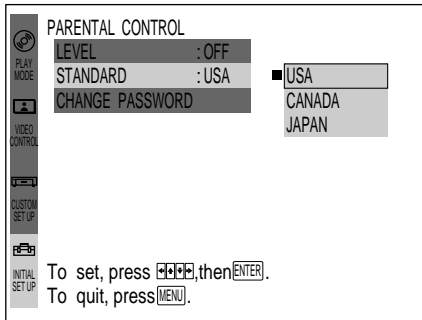 PARENTAL CONTROL
PLAY
MODE
LEVEL : OFF
STANDARD : USA
CHANGE PASSWORD
USA
CANADA
JAPAN
VIDEO
CONTROL
CUSTOM
SET UP
INITIAL
SET UP
To set, press ,then ENTER.
To quit, press MENU.